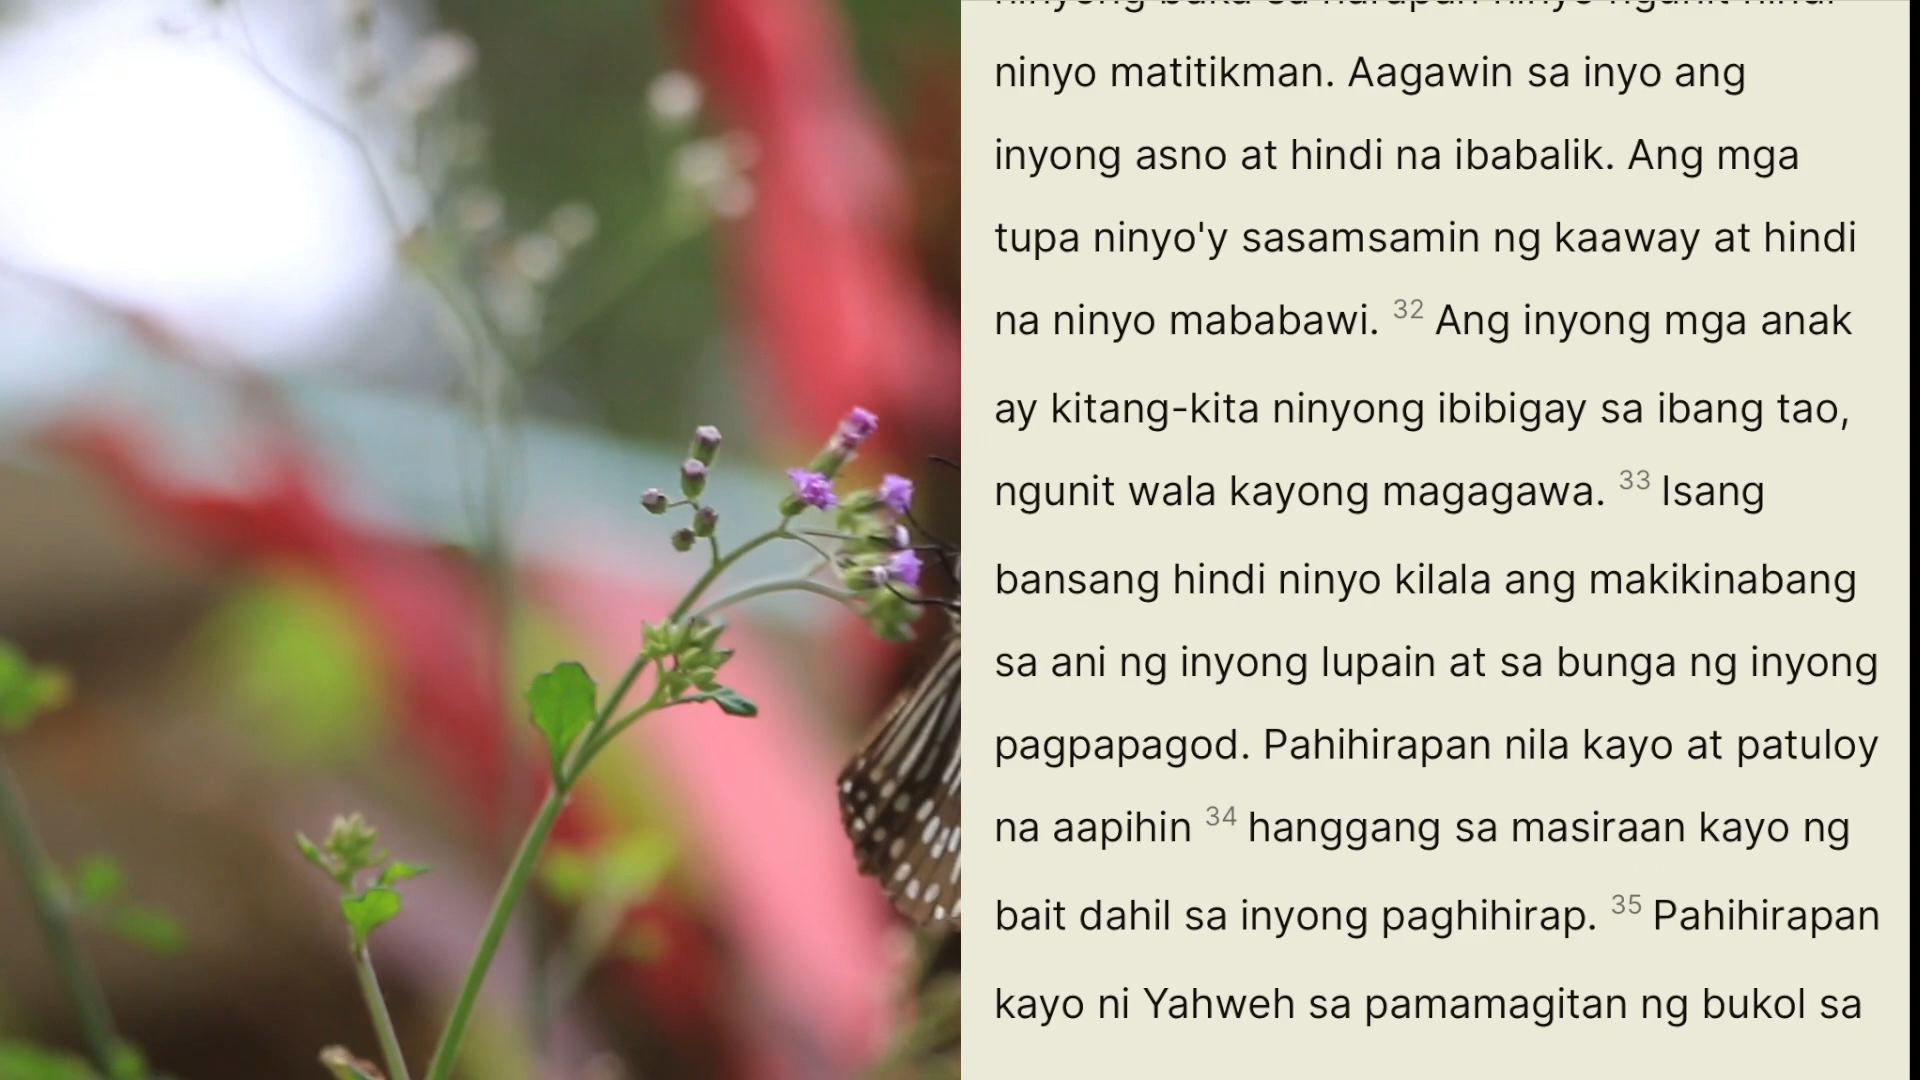 ninyo matitikman. Aagawin sa inyo ang
inyong asno at hindi na ibabalik. Ang mga
tupa ninyo'y sasamsamin ng kaaway at hindi
na ninyo mababawi. 32 Ang inyong mga anak
ay kitang-kita ninyong ibibigay sa ibang tao,
ngunit wala kayong magagawa. 33 Isang
bansang hindi ninyo kilala ang makikinabang
sa ani ng inyong lupain at sa bunga ng inyong
pagpapagod. Pahihirapan nila kayo at patuloy
na aapihin 34 hanggang sa masiraan kayo ng
bait dahil sa inyong paghihirap. 35 Pahihirapan
kayo ni Yahweh sa pamamagitan ng bukol sa